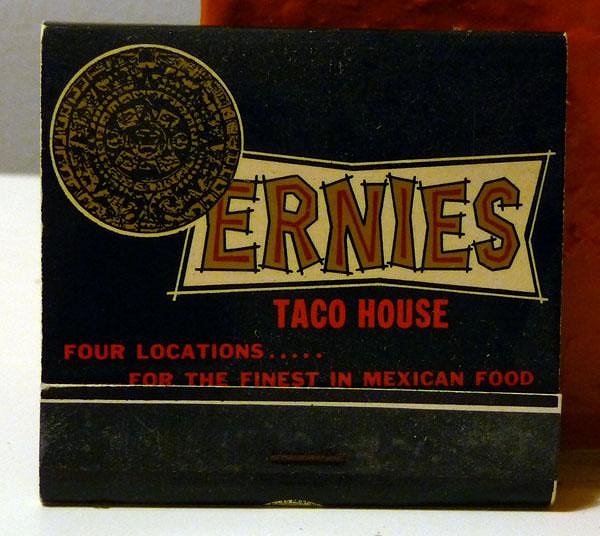 ERNIES
TACO HOUSE
FOUR LOCATIONS.....
FOR THE FINEST IN MEXICAN FOOD